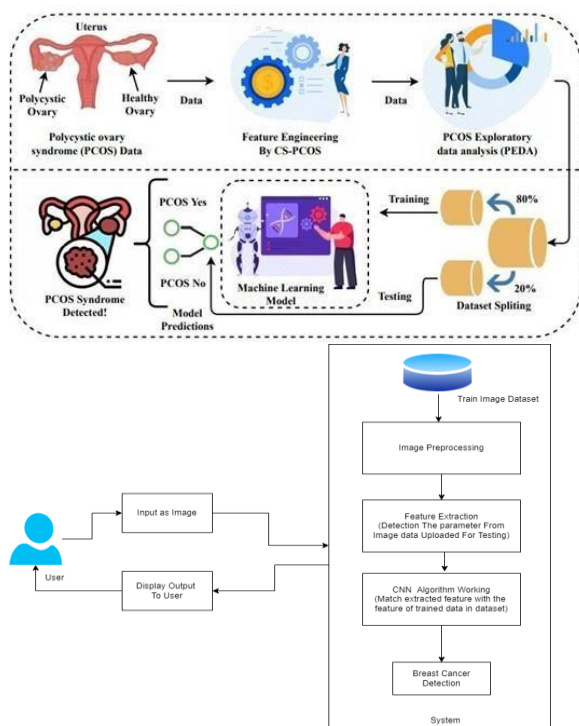 Uterus
Polycystic
Ovary
Healthy
Ovary
Data
Data
Polycystic ovary
syndrome (PCOS) Data
Feature Engineering
By CS-PCOS
PCOS Exploratory
data analysis (PEDA)
PCOS Yes
PCOS No
Model
Predictions
PCOS Syndrome
Detected!
Machine Learning
Model
Training
Testing
80%
20%
Dataset Spliting
Train Image Dataset
Image Preprocessing
Feature Extraction
(Detection The parameter From
Image data Uploaded For Testing)
CNN Algorithm Working
(Match extracted feature with the
feature of trained data in dataset)
Breast Cancer
Detection
System
Input as Image
User
Display Output
To User